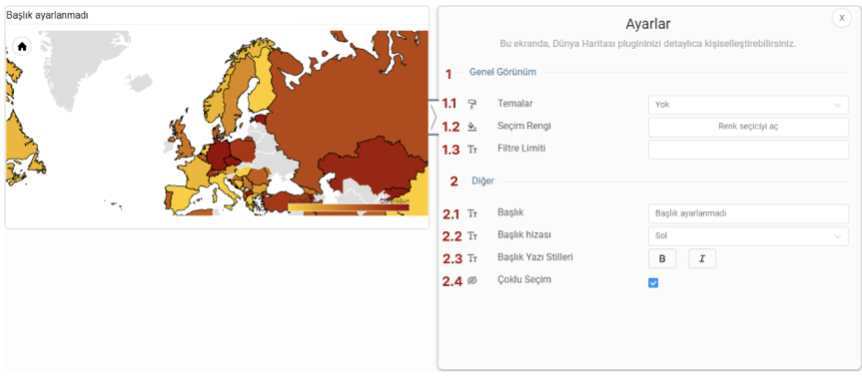 Başlık ayarlanmadı
Ayarlar
X
Bu ekranda, Dünya Haritası plugininizi detaylıca kişiselleştirebilirsiniz.
1 Genel Görünüm
1.1 Temalar Yok
1.2 Seçim Rengi Renk seçiciyi aç
1.3 Tr Filtre Limiti
2 Diğer
2.1 Tr Başlık Başlık ayarlanmadı
2.2 Tr Başlık hizası Sol
2.3 Tr Başlık Yazı Stilleri B I
2.4 Çoklu Seçim